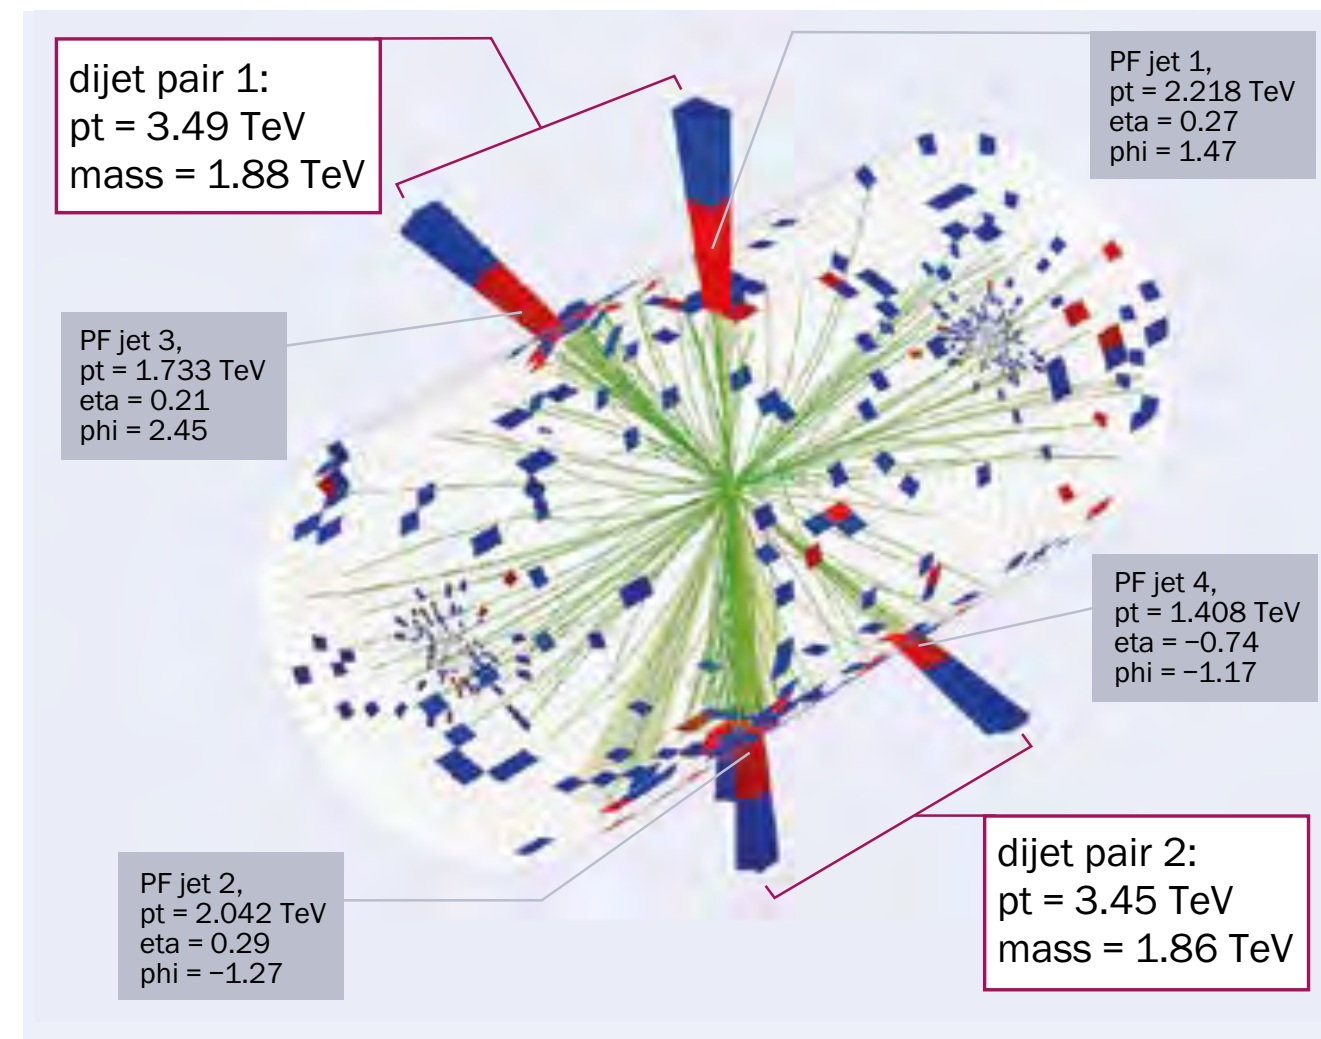 dijet pair 1:
pt = 3.49 TeV
mass = 1.88 TeV
PF jet 1,
pt = 2.218 TeV
eta = 0.27
phi = 1.47
PF jet 3,
pt = 1.733 TeV
eta = 0.21
phi = 2.45
PF jet 4,
pt = 1.408 TeV
eta = −0.74
phi = −1.17
PF jet 2,
pt = 2.042 TeV
eta = 0.29
phi = −1.27
dijet pair 2:
pt = 3.45 TeV
mass = 1.86 TeV